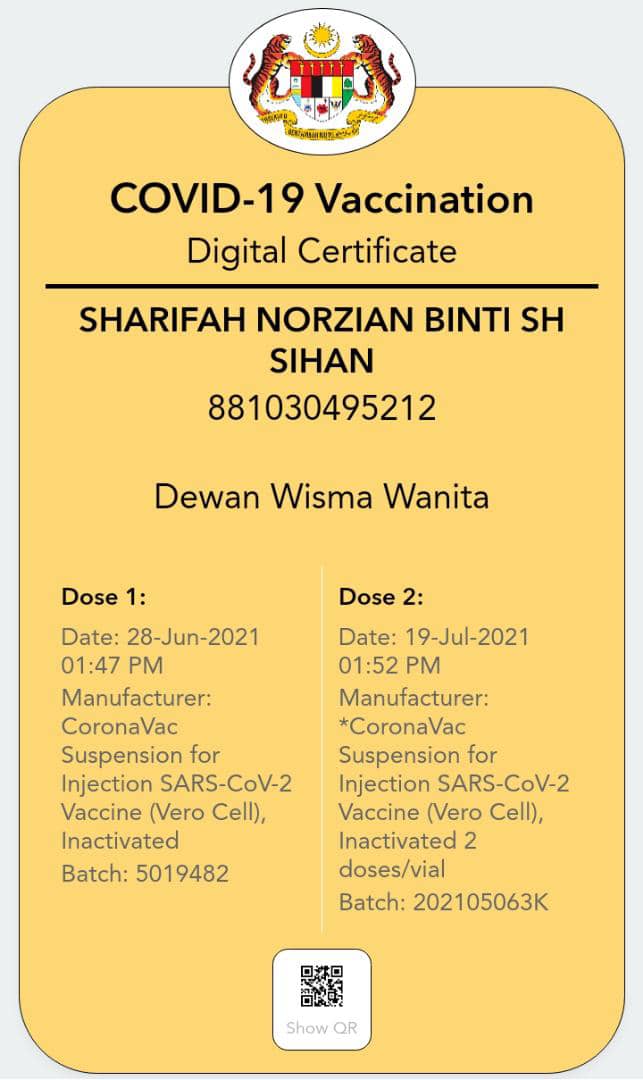 COVID-19 Vaccination
Digital Certificate
SHARIFAH NORZIAN BINTI SH
SIHAN
881030495212
Dewan Wisma Wanita
Dose 1:
Date: 28-Jun-2021
01:47 PM
Manufacturer:
CoronaVac
Suspension for
Injection SARS-CoV-2
Vaccine (Vero Cell),
Inactivated
Batch: 5019482
Dose 2:
Date: 19-Jul-2021
01:52 PM
Manufacturer:
*CoronaVac
Suspension for
Injection SARS-CoV-2
Vaccine (Vero Cell),
Inactivated 2
doses/vial
Batch: 202105063K
Show QR